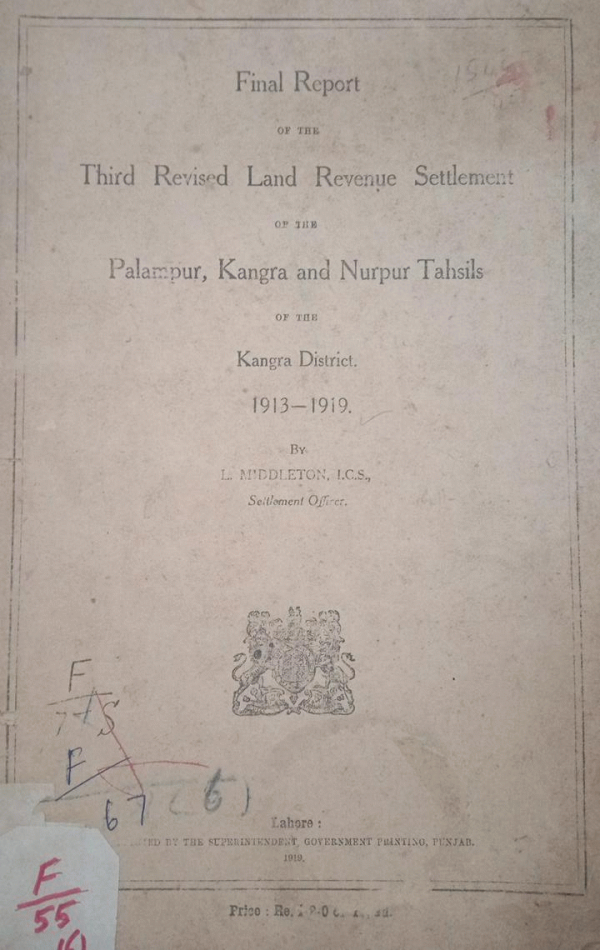 Final Report
OF THE
Third Revised Land Revenue Settlement
OF THE
Palampur, Kangra and Nurpur Tahsils
OF THE
Kangra District.
1913—1919.
By
L. MIDDLETON, I.C.S.,
Settlement Officer.
F
F
67 (6)
Lahore :
BY THE SUPERINTENDENT, GOVERNMENT PRINTING, PUNJAB.
1919.
F
55
Price : Re.